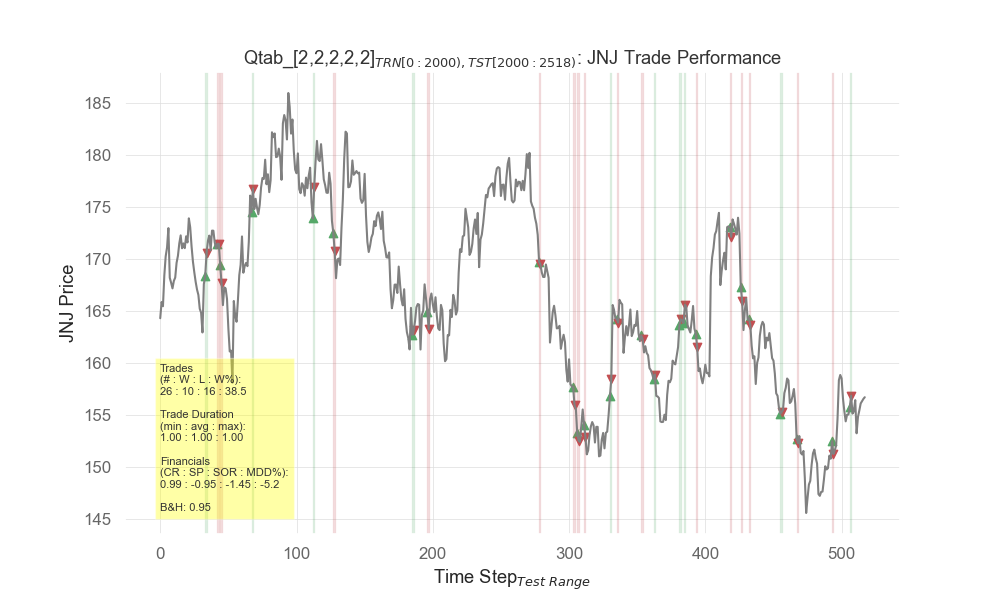 Qtab_[2,2,2,2,2]TRN[0 : 2000), TST[2000 : 2518): JNJ Trade Performance
185
180
175
170
165
160
155
150
145
JNJ Price
Trades
(# : W : L : W%):
26 : 10 : 16 : 38.5
Trade Duration
(min : avg : max):
1.00 : 1.00 : 1.00
Financials
(CR : SP : SOR : MDD%):
0.99 : -0.95 : -1.45 : -5.2
B&H: 0.95
0 100 200 300 400 500
Time StepTest Range